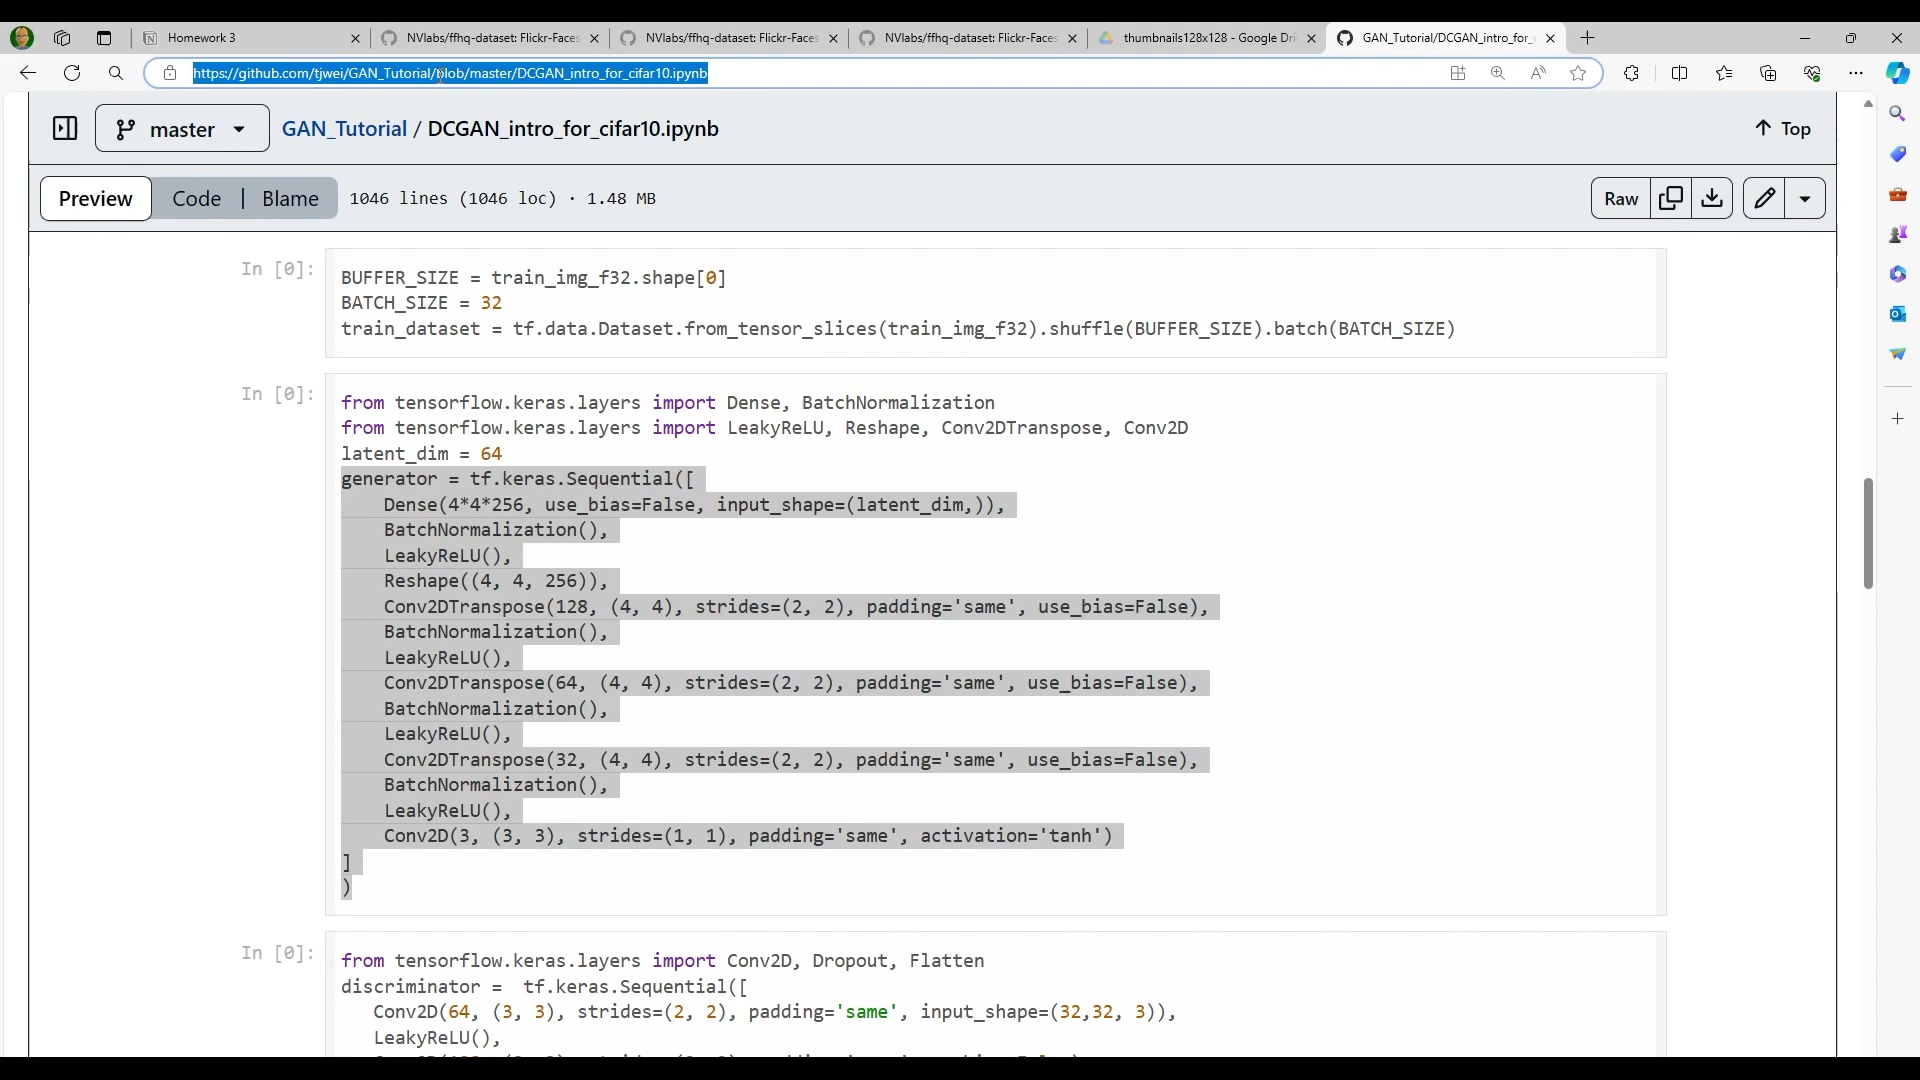 Homework 3
NVlabs/ffhq-dataset: Flickr-Faces
NVlabs/ffhq-dataset: Flickr-Faces
NVlabs/ffhq-dataset: Flickr-Faces
thumbnails128x128 - Google Dri
GAN_Tutorial/DCGAN_intro_for_
https://github.com/tjwei/GAN_Tutorial/blob/master/DCGAN_intro_for_cifar10.ipynb
master
GAN_Tutorial / DCGAN_intro_for_cifar10.ipynb
Top
Preview
Code
Blame
1046 lines (1046 loc) · 1.48 MB
Raw
In [0]:
BUFFER_SIZE = train_img_f32.shape[0]
BATCH_SIZE = 32
train_dataset = tf.data.Dataset.from_tensor_slices(train_img_f32).shuffle(BUFFER_SIZE).batch(BATCH_SIZE)
In [0]:
from tensorflow.keras.layers import Dense, BatchNormalization
from tensorflow.keras.layers import LeakyReLU, Reshape, Conv2DTranspose, Conv2D
latent_dim = 64
generator = tf.keras.Sequential([
Dense(4*4*256, use_bias=False, input_shape=(latent_dim,)),
BatchNormalization(),
LeakyReLU(),
Reshape((4, 4, 256)),
Conv2DTranspose(128, (4, 4), strides=(2, 2), padding='same', use_bias=False),
BatchNormalization(),
LeakyReLU(),
Conv2DTranspose(64, (4, 4), strides=(2, 2), padding='same', use_bias=False),
BatchNormalization(),
LeakyReLU(),
Conv2DTranspose(32, (4, 4), strides=(2, 2), padding='same', use_bias=False),
BatchNormalization(),
LeakyReLU(),
Conv2D(3, (3, 3), strides=(1, 1), padding='same', activation='tanh')
]
)
In [0]:
from tensorflow.keras.layers import Conv2D, Dropout, Flatten
discriminator = tf.keras.Sequential([
Conv2D(64, (3, 3), strides=(2, 2), padding='same', input_shape=(32,32, 3)),
LeakyReLU(),